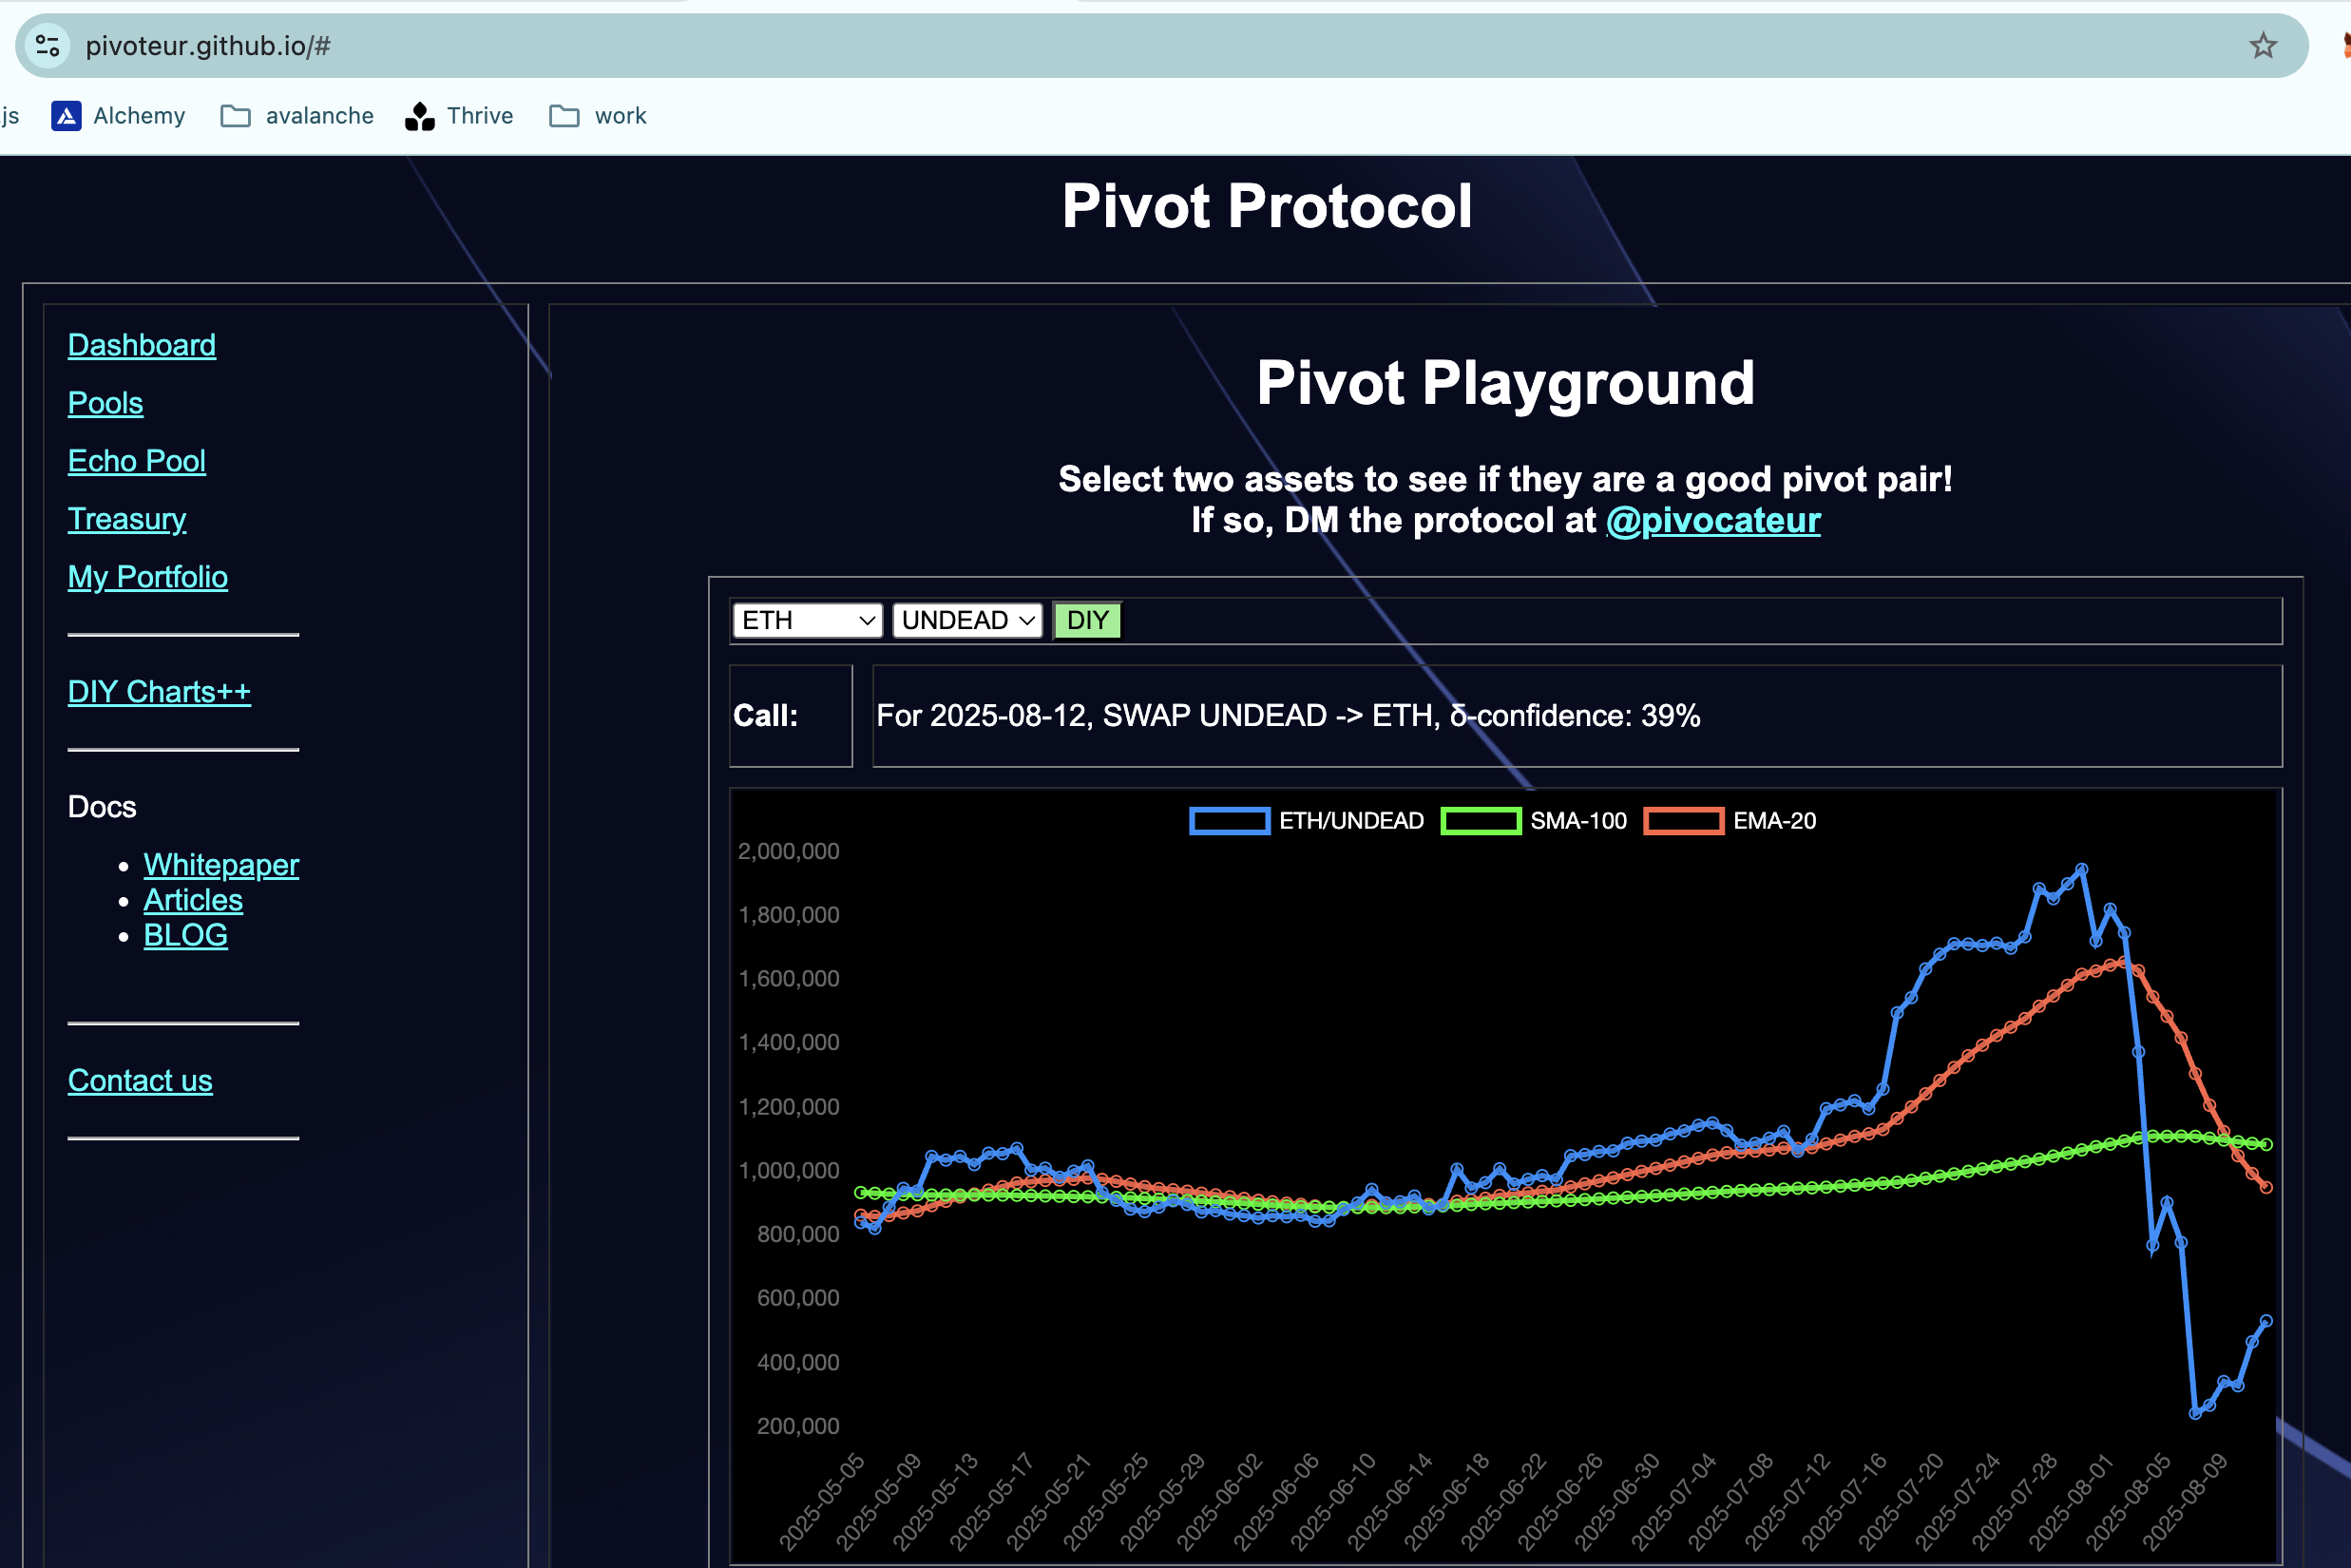 pivoteur.github.io/#
js
Alchemy
avalanche
Thrive
work
Pivot Protocol
Dashboard
Pools
Echo Pool
Treasury
My Portfolio
DIY Charts++
Docs
Whitepaper
Articles
BLOG
Contact us
Pivot Playground
Select two assets to see if they are a good pivot pair!
If so, DM the protocol at @pivocateur
ETH UNDEAD DIY
Call: For 2025-08-12, SWAP UNDEAD -> ETH, δ-confidence: 39%
ETH/UNDEAD SMA-100 EMA-20
2,000,000
1,800,000
1,600,000
1,400,000
1,200,000
1,000,000
800,000
600,000
400,000
200,000
2025-05-05
2025-05-09
2025-05-13
2025-05-17
2025-05-21
2025-05-25
2025-05-29
2025-06-02
2025-06-06
2025-06-10
2025-06-14
2025-06-18
2025-06-22
2025-06-26
2025-06-30
2025-07-04
2025-07-08
2025-07-12
2025-07-16
2025-07-20
2025-07-24
2025-07-28
2025-08-01
2025-08-05
2025-08-09